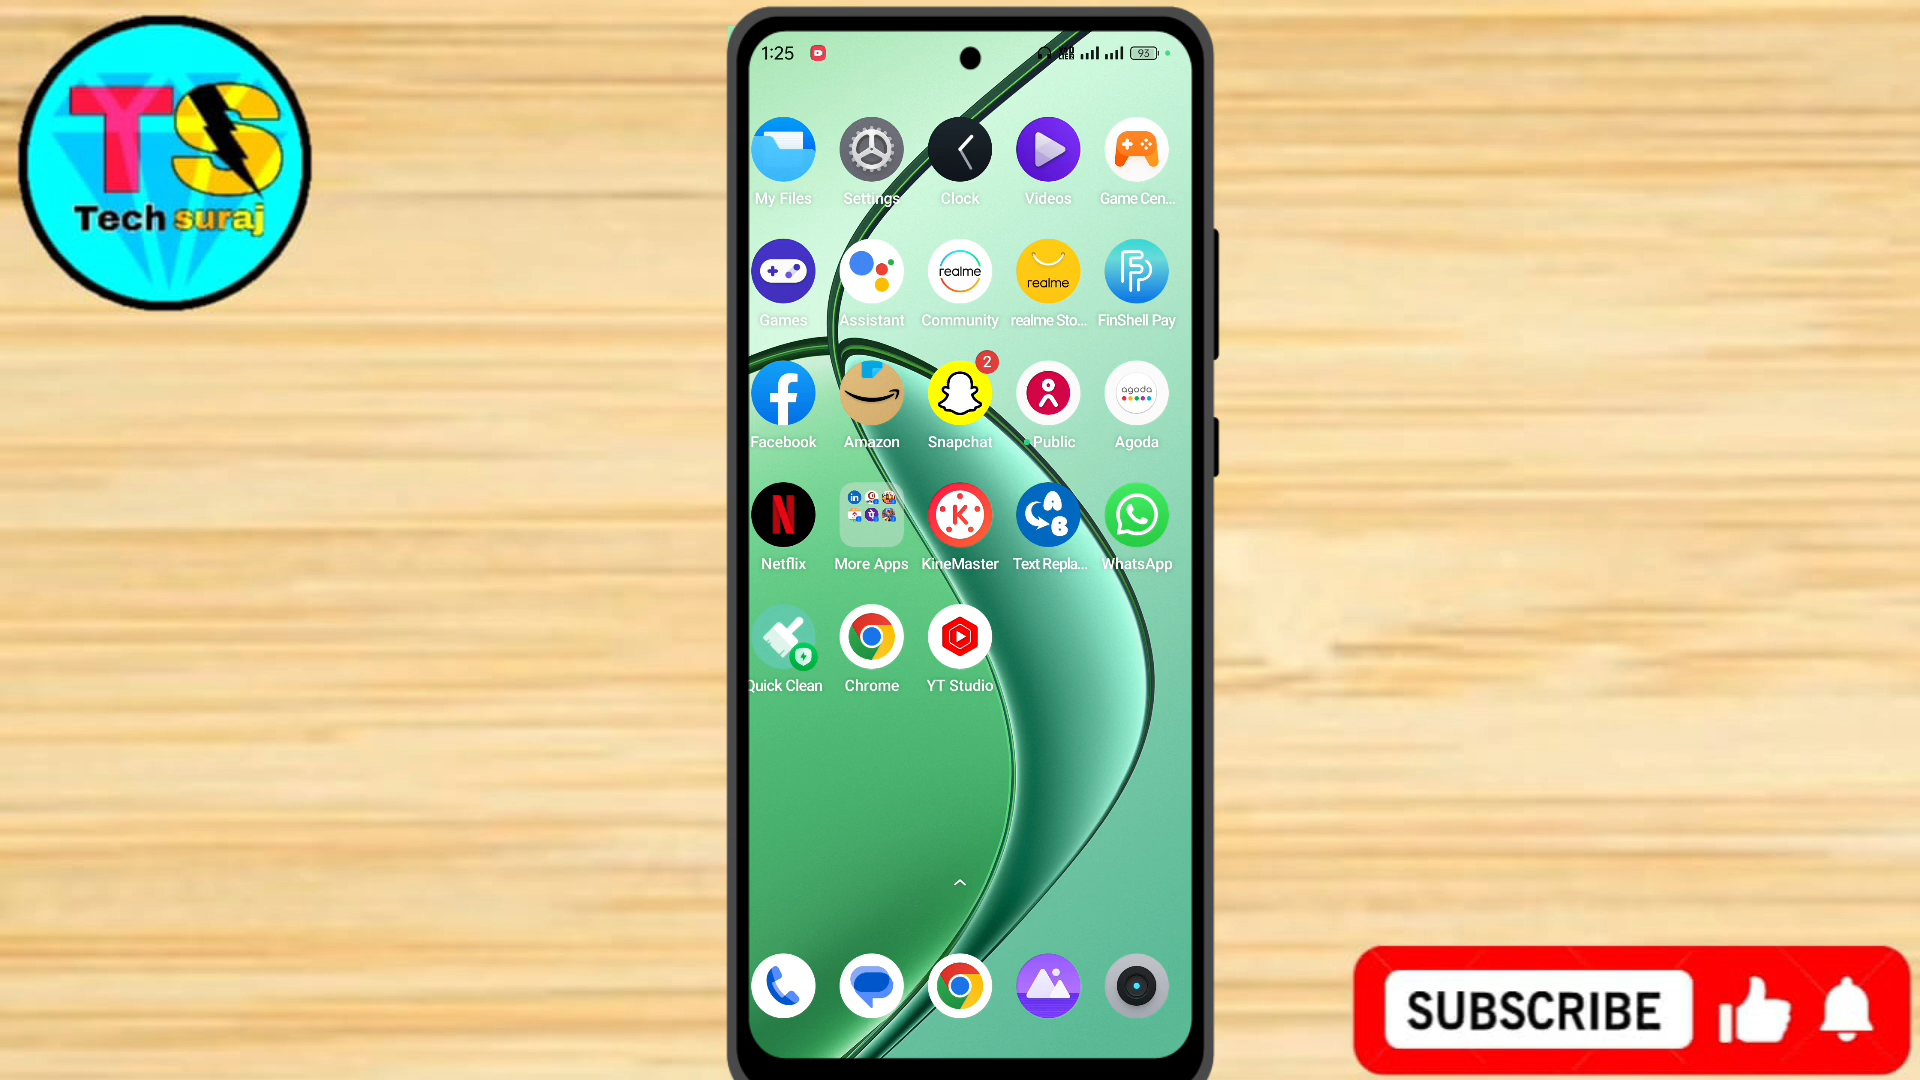 TS
Tech suraj
1:25
93
My Files
Settings
Clock
Videos
Game Cen...
realme
realme
Games
Assistant
Community
realme Sto...
FinShell Pay
2
agoda
Facebook
Amazon
Snapchat
Public
Agoda
N
in
K
A
B
Netflix
More Apps
KineMaster
Text Repla...
WhatsApp
Quick Clean
Chrome
YT Studio
SUBSCRIBE